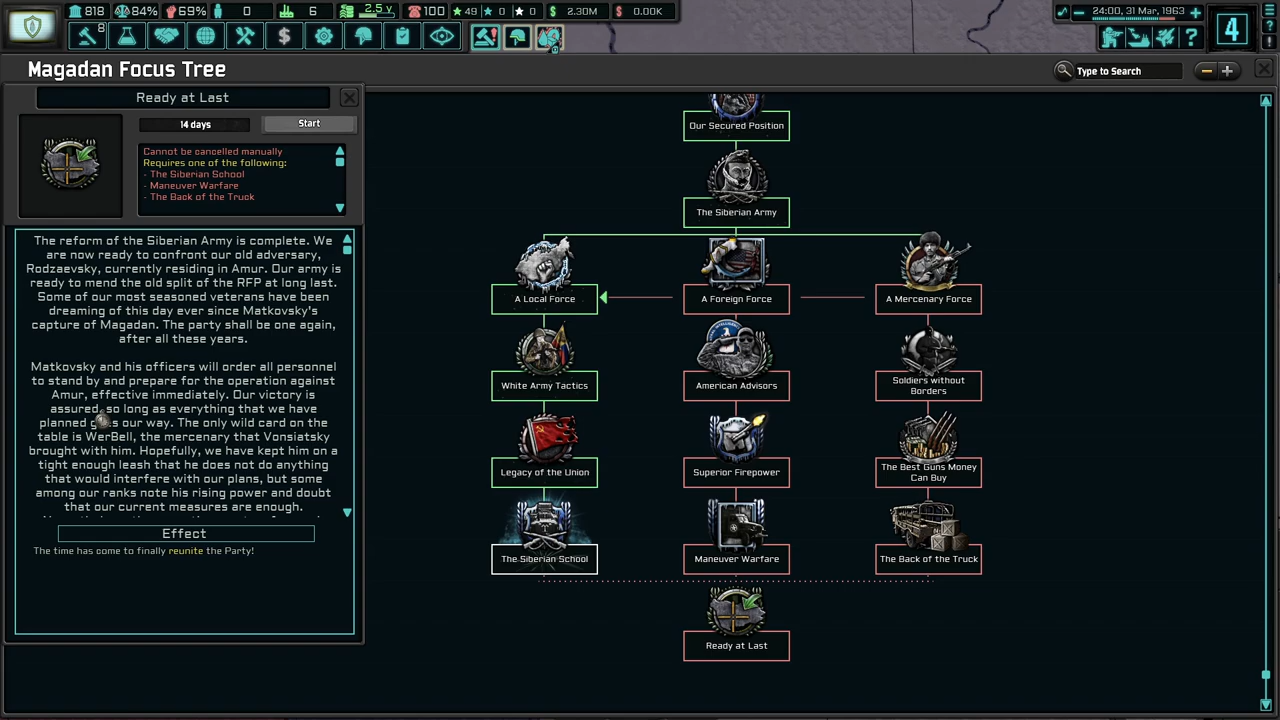 818
84%
69%
0
6
2.5 v
100
49
0
0
2.30M
0.00K
24:00, 31 Mar, 1963
4
8
Magadan Focus Tree
Type to Search
Ready at Last
14 days
Start
Cannot be cancelled manually
Requires one of the following:
- The Siberian School
- Maneuver Warfare
- The Back of the Truck
The reform of the Siberian Army is complete. We
are now ready to confront our old adversary,
Rodzaevsky, currently residing in Amur. Our army is
ready to mend the old split of the RFP at long last.
Some of our most seasoned veterans have been
dreaming of this day ever since Matkovsky's
capture of Magadan. The party shall be one again,
after all these years.
Matkovsky and his officers will order all personnel
to stand by and prepare for the operation against
Amur, effective immediately. Our victory is
assured, so long as everything that we have
planned goes our way. The only wild card on the
table is WerBell, the mercenary that Vonsiatsky
brought with him. Hopefully, we have kept him on a
tight enough leash that he does not do anything
that would interfere with our plans, but some
among our ranks note his rising power and doubt
that our current measures are enough.
Effect
The time has come to finally reunite the Party!
Our Secured Position
The Siberian Army
A Local Force
A Foreign Force
A Mercenary Force
White Army Tactics
American Advisors
Soldiers without
Borders
Legacy of the Union
Superior Firepower
The Best Guns Money
Can Buy
The Siberian School
Maneuver Warfare
The Back of the Truck
Ready at Last